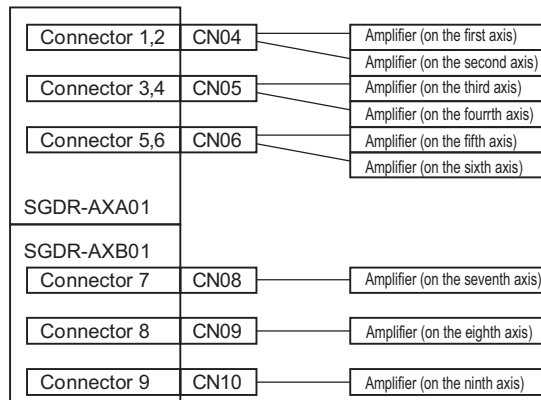 Connector 1,2 CN04 Amplifier (on the first axis)
Amplifier (on the second axis)
Connector 3,4 CN05 Amplifier (on the third axis)
Amplifier (on the fourrth axis)
Connector 5,6 CN06 Amplifier (on the fifth axis)
Amplifier (on the sixth axis)
SGDR-AXA01
SGDR-AXB01
Connector 7 CN08 Amplifier (on the seventh axis)
Connector 8 CN09 Amplifier (on the eighth axis)
Connector 9 CN10 Amplifier (on the ninth axis)